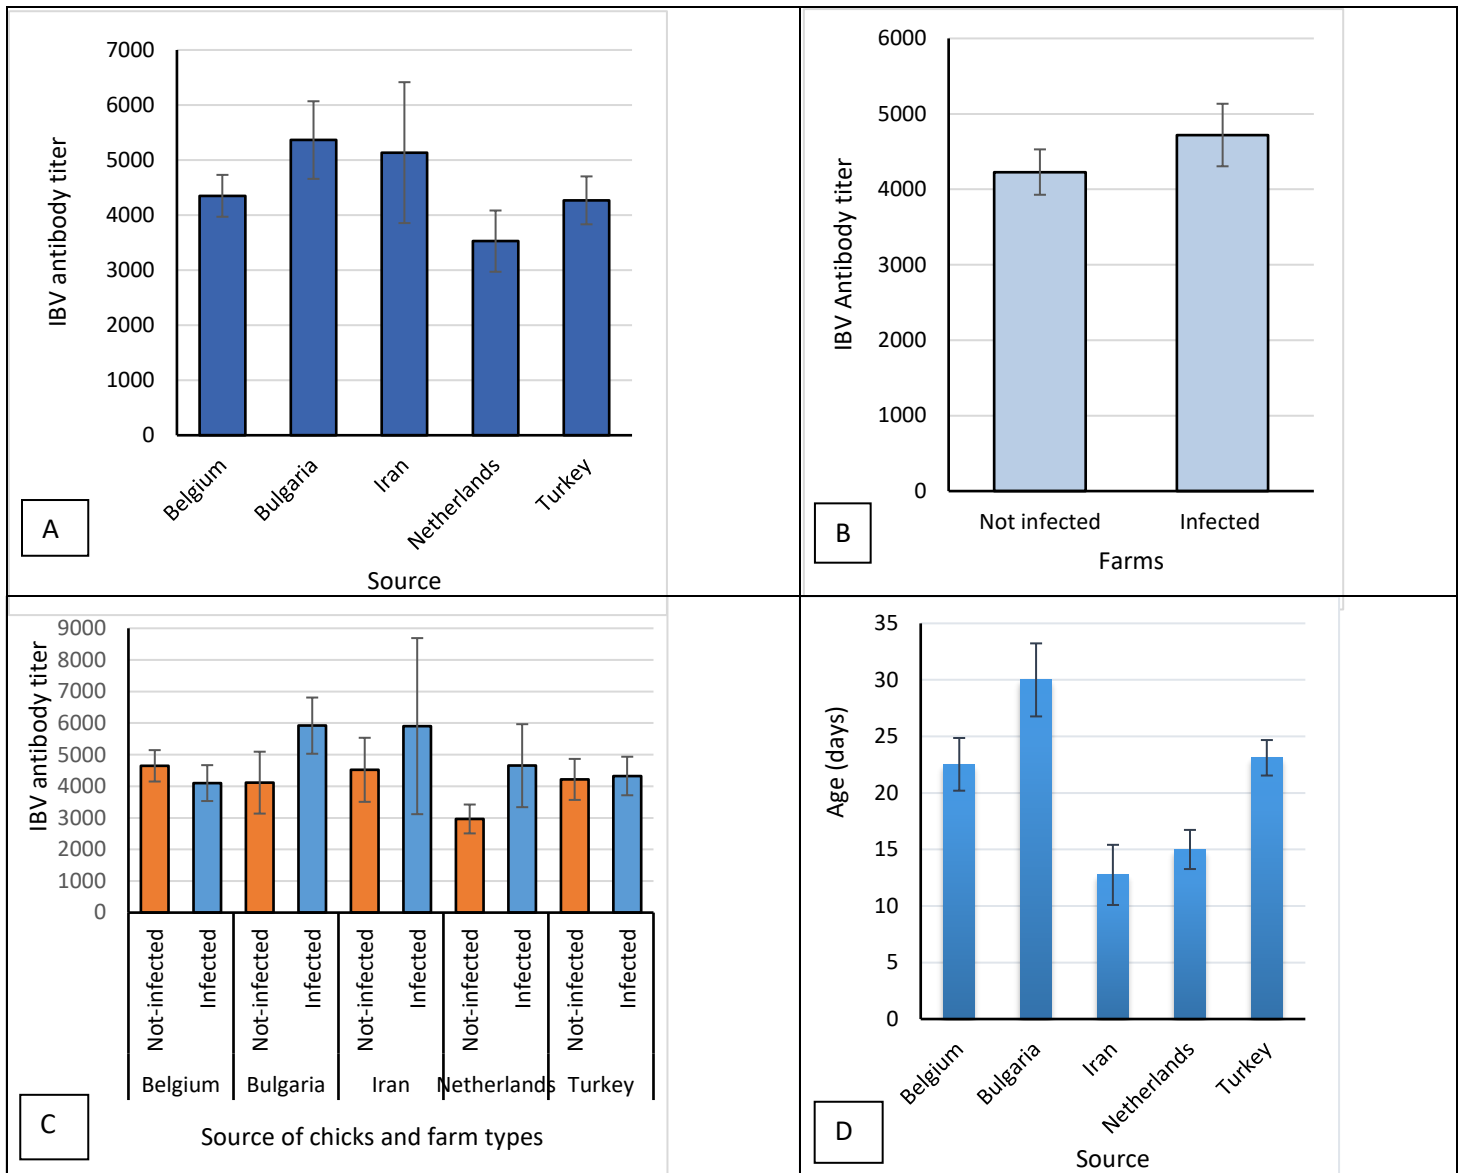 7000
6000
5000
4000
3000
2000
1000
0
IBV antibody titer
Belgium
Bulgaria
Iran
Netherlands
Turkey
Source
A
6000
5000
4000
3000
2000
1000
0
IBV Antibody titer
Not infected
Infected
Farms
B
9000
8000
7000
6000
5000
4000
3000
2000
1000
0
IBV antibody titer
Not-infected
Infected
Not-infected
Infected
Not-infected
Infected
Not-infected
Infected
Not-infected
Infected
Belgium
Bulgaria
Iran
Netherlands
Turkey
Source of chicks and farm types
C
35
30
25
20
15
10
5
0
Age (days)
Belgium
Bulgaria
Iran
Netherlands
Turkey
Source
D